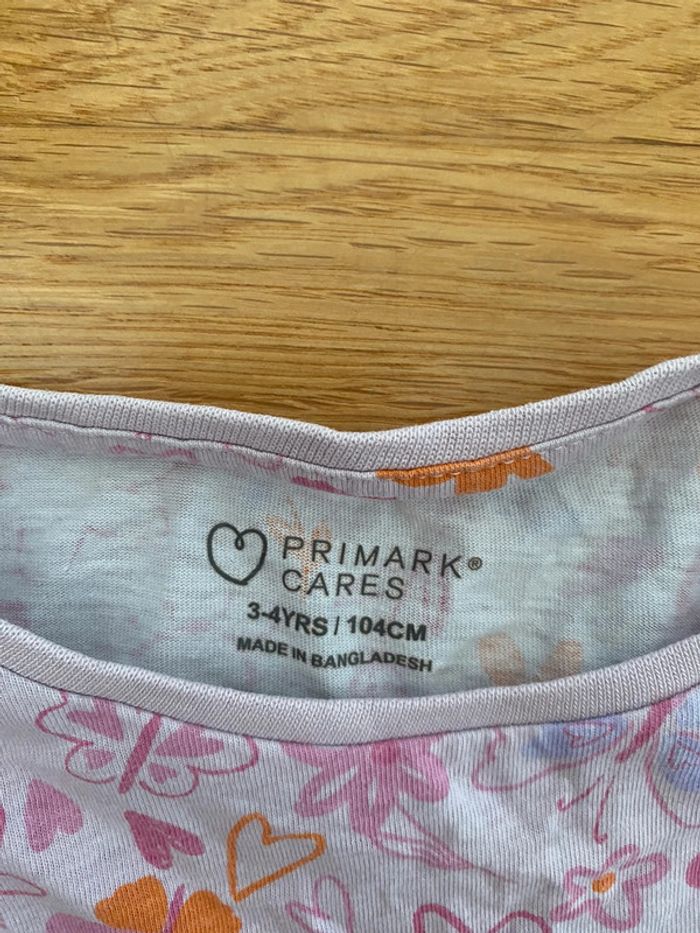 PRIMARK®
CARES
3-4YRS / 104CM
MADE IN BANGLADESH